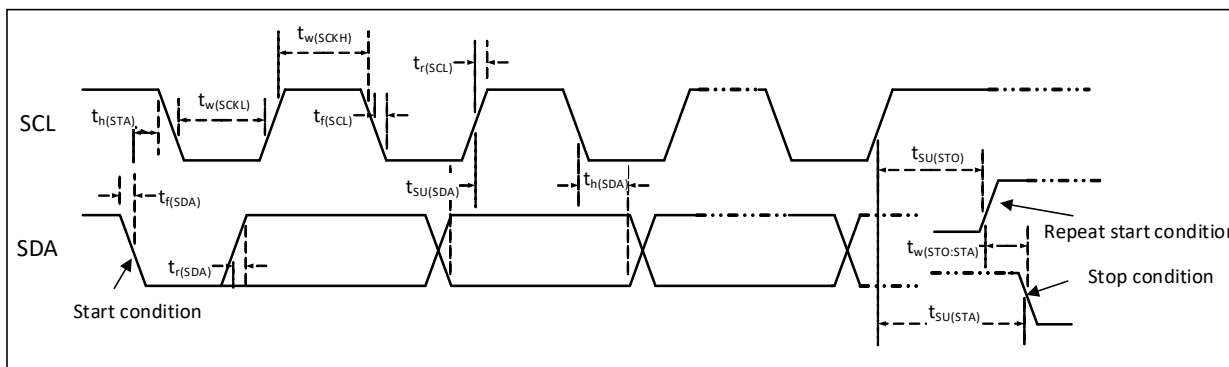 tw(SCKH)
tr(SCL)
tw(SCKL)
SCL
th(STA)
tf(SCL)
tSU(STO)
tSU(SDA)
th(SDA)
tf(SDA)
SDA
Repeat start condition
tw(STO:STA)
tr(SDA)
Stop condition
Start condition
tSU(STA)